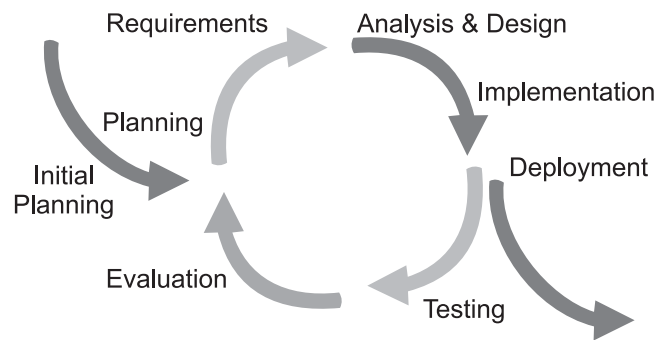 Requirements
Analysis & Design
Implementation
Planning
Deployment
Initial
Planning
Evaluation
Testing